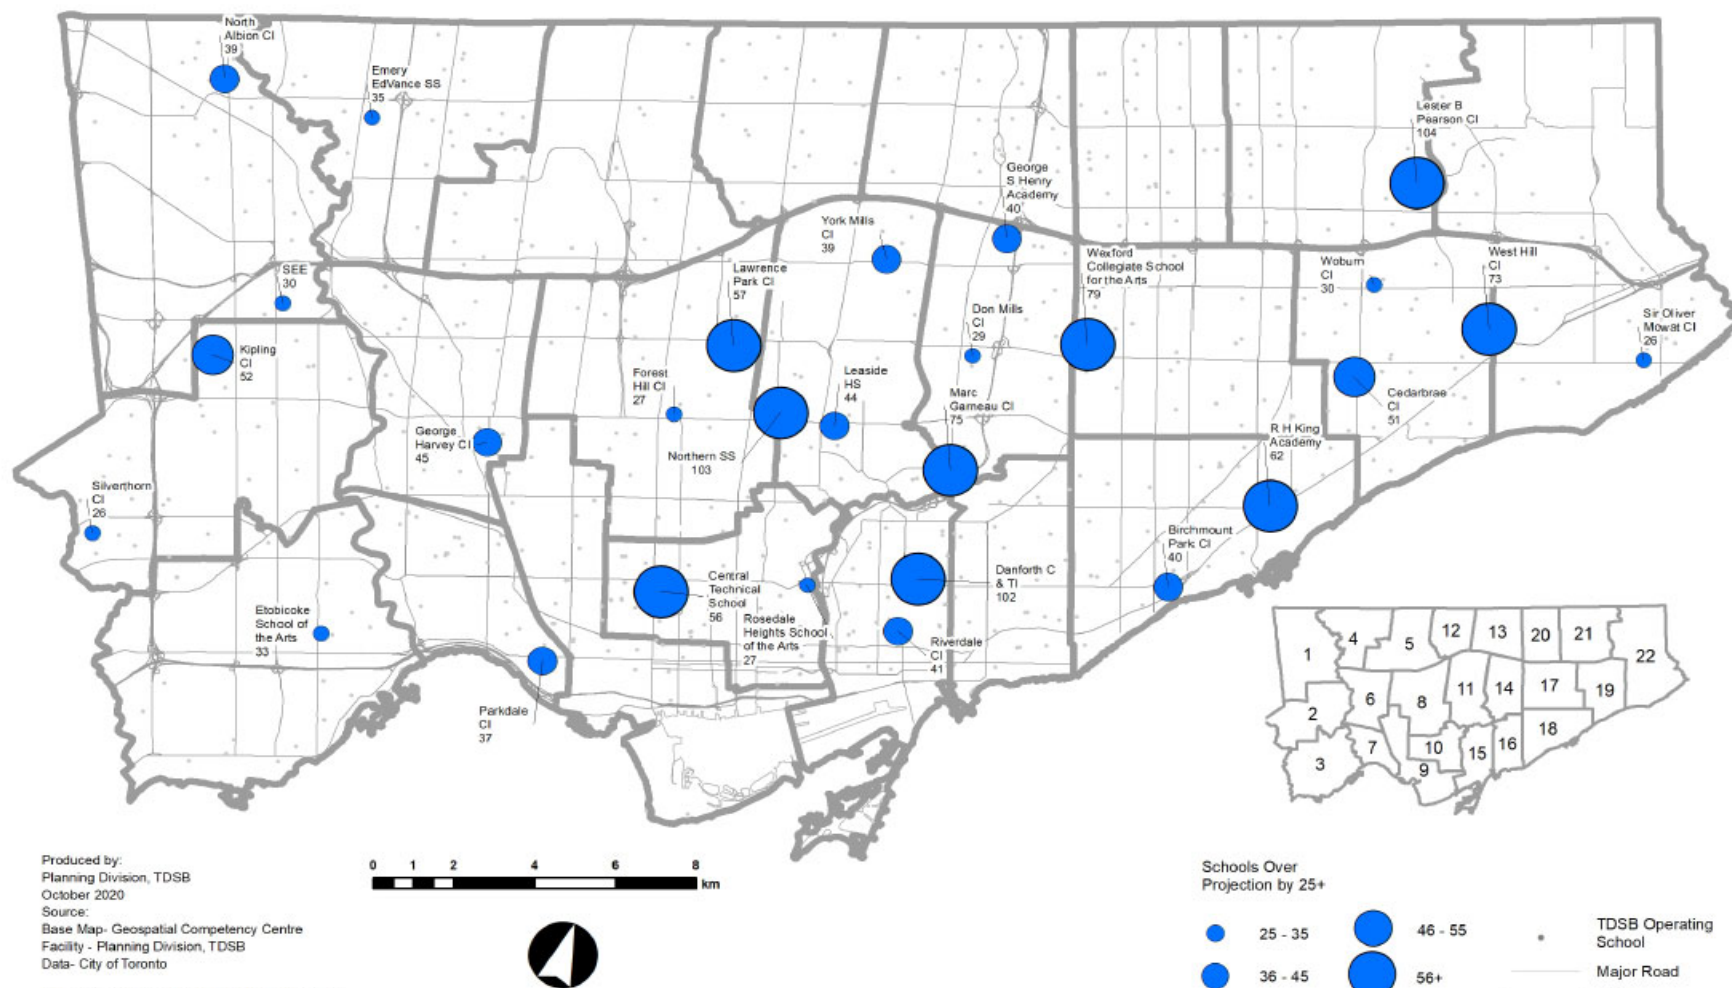 North
Albion CI
39
Emery
EdVance SS
35
Lester B
Pearson CI
104
George
S Henry
Academy
40
York Mills
CI
39
Wexford
Collegiate School
for the Arts
79
Woburn
CI
30
West Hill
CI
73
SEE
30
Lawrence
Park CI
57
Don Mills
CI
29
Sir Oliver
Mowat CI
26
Kipling
CI
52
Forest
Hill CI
27
Leaside
HS
44
Marc
Garneau CI
75
Cedarbrae
CI
51
George
Harvey CI
45
Northern SS
103
R H King
Academy
62
Silverthorn
CI
26
Birchmount
Park CI
40
Central
Technical
School
56
Danforth C
& TI
102
Etobicoke
School of
the Arts
33
Rosedale
Heights School
of the Arts
27
Riverdale
CI
41
Parkdale
CI
37
1
4
5
12
13
20
21
22
2
6
8
11
14
17
19
3
7
10
9
15
16
18
Produced by:
Planning Division, TDSB
October 2020
Source:
Base Map- Geospatial Competency Centre
Facility - Planning Division, TDSB
Data- City of Toronto
0 1 2 4 6 8
km
Schools Over
Projection by 25+
25 - 35
36 - 45
46 - 55
56+
TDSB Operating
School
Major Road